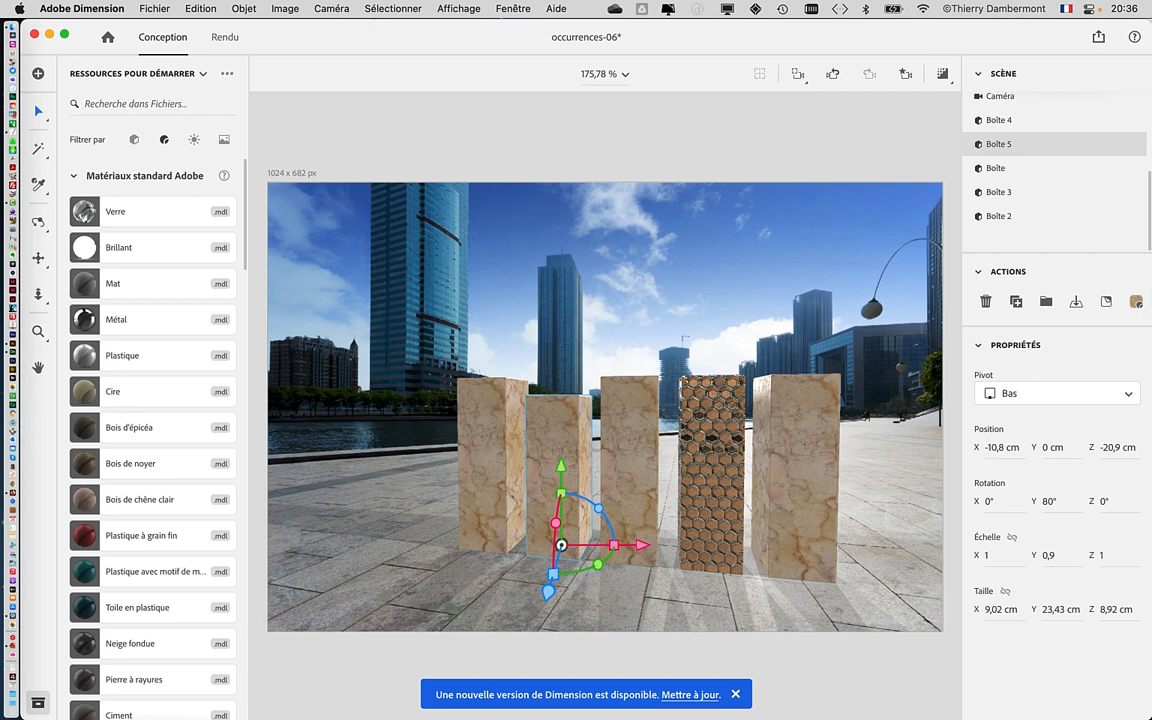 Adobe Dimension Fichier Edition Objet Image Caméra Sélectionner Affichage Fenêtre Aide ©Thierry Dambermont 20:36
Conception Rendu occurrences-06*
RESSOURCES POUR DÉMARRER
Recherche dans Fichiers...
Filtrer par
Matériaux standard Adobe
Verre .mdl
Brillant .mdl
Mat .mdl
Métal .mdl
Plastique .mdl
Cire .mdl
Bois d'épicéa .mdl
Bois de noyer .mdl
Bois de chêne clair .mdl
Plastique à grain fin .mdl
Plastique avec motif de m... .mdl
Toile en plastique .mdl
Neige fondue .mdl
Pierre à rayures .mdl
Ciment .mdl
175,78 %
1024 x 682 px
Une nouvelle version de Dimension est disponible. Mettre à jour.
SCÈNE
Caméra
Boîte 4
Boîte 5
Boîte
Boîte 3
Boîte 2
ACTIONS
PROPRIÉTÉS
Pivot
Bas
Position
X -10,8 cm Y 0 cm Z -20,9 cm
Rotation
X 0° Y 80° Z 0°
Échelle
X 1 Y 0,9 Z 1
Taille
X 9,02 cm Y 23,43 cm Z 8,92 cm